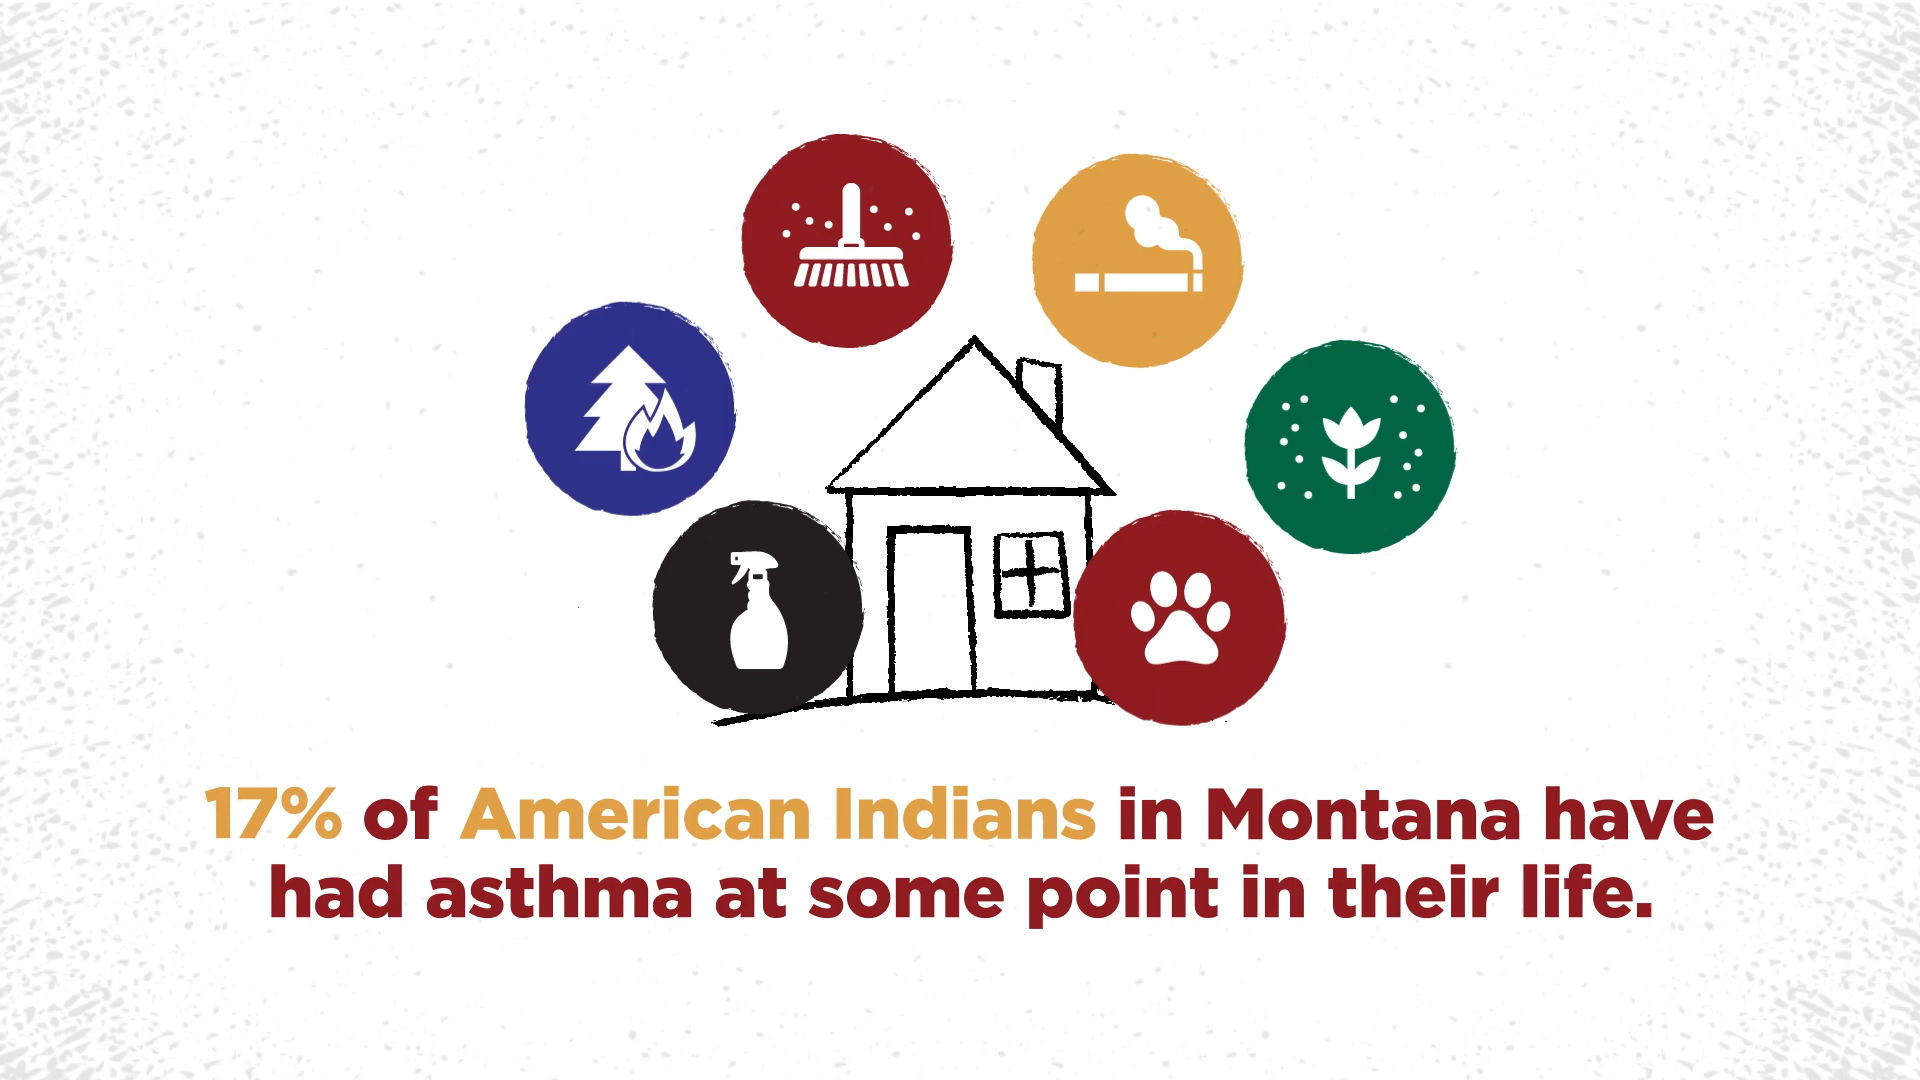 17% of American Indians in Montana have
had asthma at some point in their life.